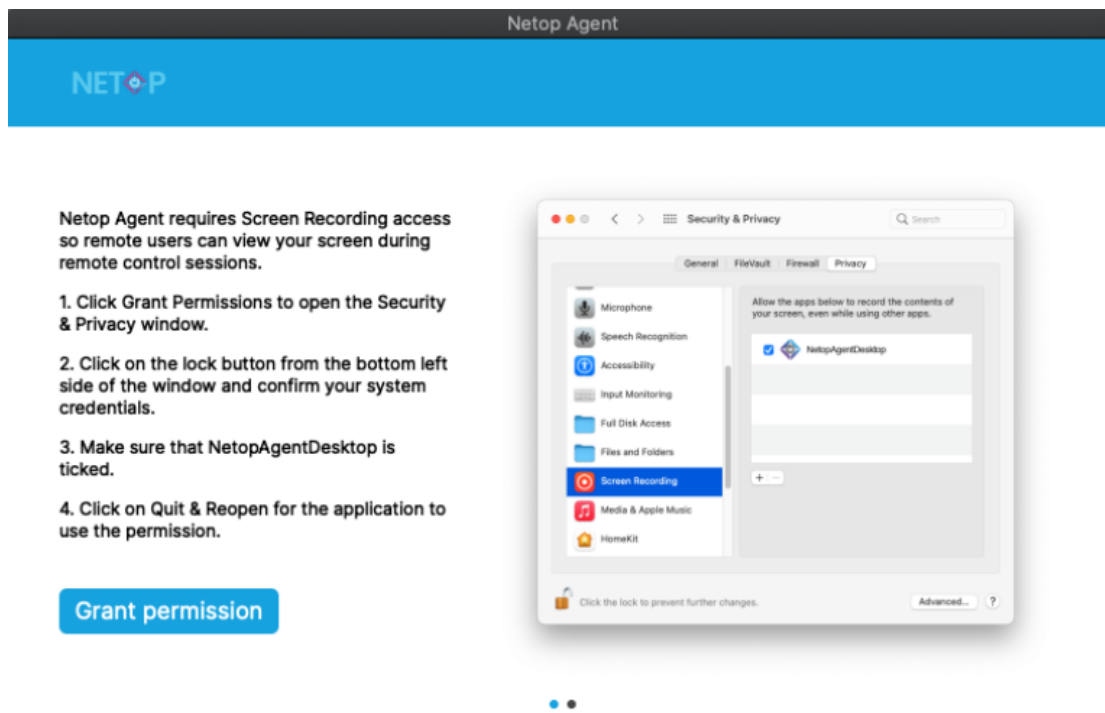 Netop Agent
NETOP
Netop Agent requires Screen Recording access
so remote users can view your screen during
remote control sessions.
1. Click Grant Permissions to open the Security
& Privacy window.
2. Click on the lock button from the bottom left
side of the window and confirm your system
credentials.
3. Make sure that NetopAgentDesktop is
ticked.
4. Click on Quit & Reopen for the application to
use the permission.
Grant permission
Security & Privacy
Search
General FileVault Firewall Privacy
Microphone
Speech Recognition
Accessibility
Input Monitoring
Full Disk Access
Files and Folders
Screen Recording
Media & Apple Music
HomeKit
Allow the apps below to record the contents of
your screen, even while using other apps.
NetopAgentDesktop
+ −
Click the lock to prevent further changes.
Advanced... ?